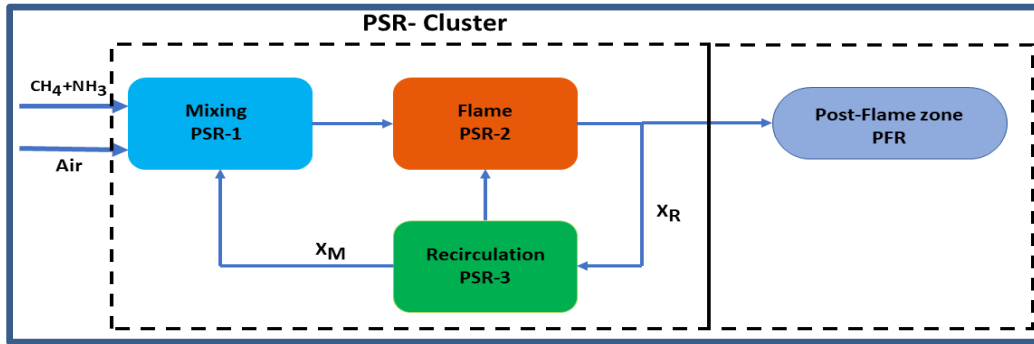 PSR- Cluster
CH4+NH3
Air
Mixing
PSR-1
Flame
PSR-2
Post-Flame zone
PFR
XM
Recirculation
PSR-3
XR